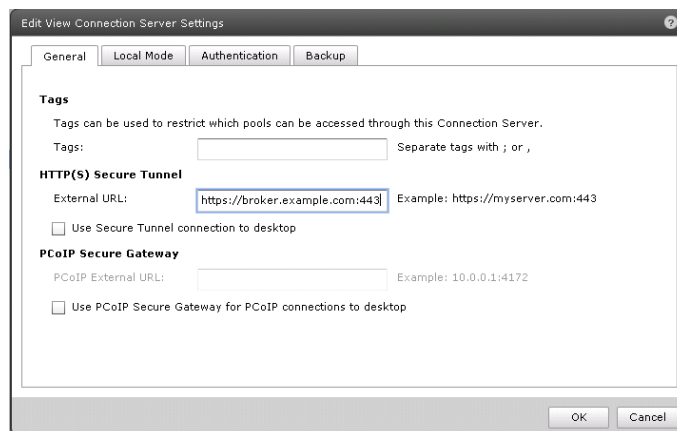 Edit View Connection Server Settings ?
General Local Mode Authentication Backup
Tags
Tags can be used to restrict which pools can be accessed through this Connection Server.
Tags: Separate tags with ; or ,
HTTP(S) Secure Tunnel
External URL: https://broker.example.com:443 Example: https://myserver.com:443
Use Secure Tunnel connection to desktop
PCoIP Secure Gateway
PCoIP External URL: Example: 10.0.0.1:4172
Use PCoIP Secure Gateway for PCoIP connections to desktop
OK Cancel